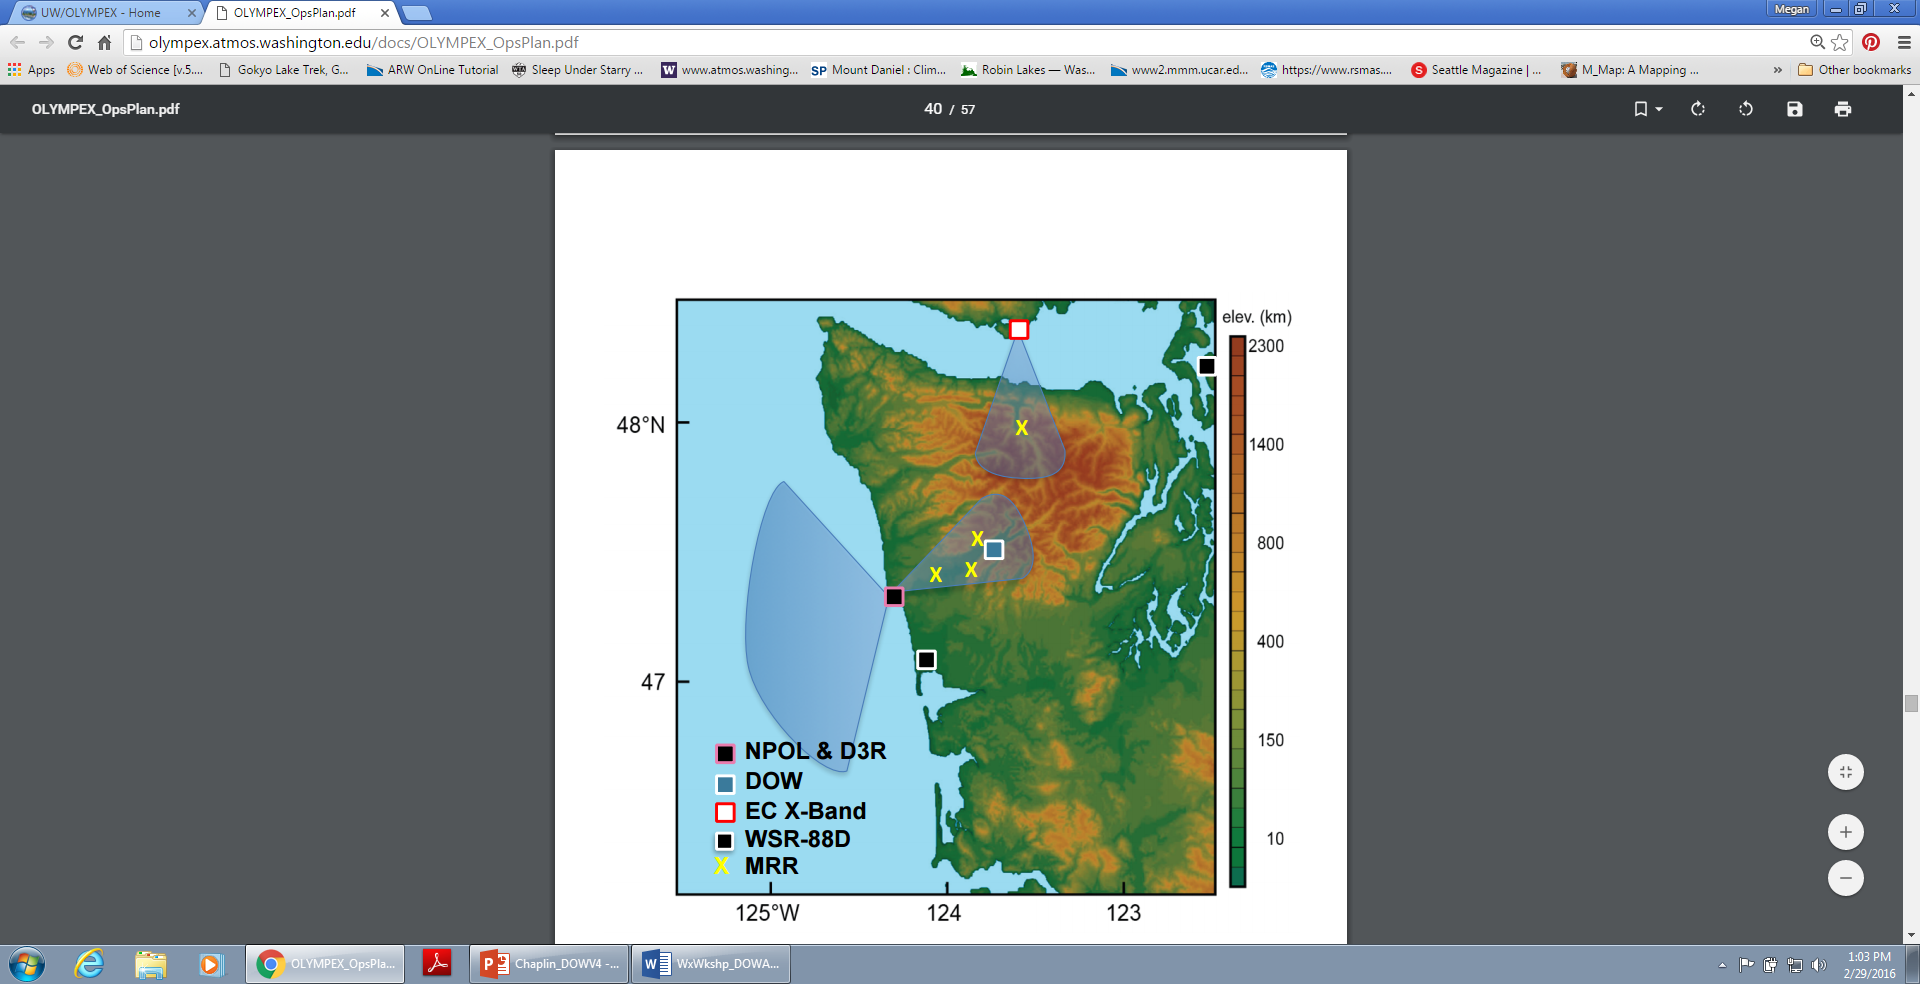 UW/OLYMPEX - Home
OLYMPEX_OpsPlan.pdf
Megan
olympex.atmos.washington.edu/docs/OLYMPEX_OpsPlan.pdf
Apps Web of Science [v.5.... Gokyo Lake Trek, G... ARW OnLine Tutorial Sleep Under Starry ... www.atmos.washing... SP Mount Daniel : Clim... Robin Lakes — Was... www2.mmm.ucar.ed... https://www.rsmas.... Seattle Magazine | ... M_Map: A Mapping ... » Other bookmarks
OLYMPEX_OpsPlan.pdf 40 / 57
elev. (km)
2300
1400
800
400
150
10
48°N
47
X
X
X
X
NPOL & D3R
DOW
EC X-Band
WSR-88D
X MRR
125°W 124 123
OLYMPEX_OpsPla... Chaplin_DOWV4 -... WxWkshp_DOWA...
1:03 PM
2/29/2016